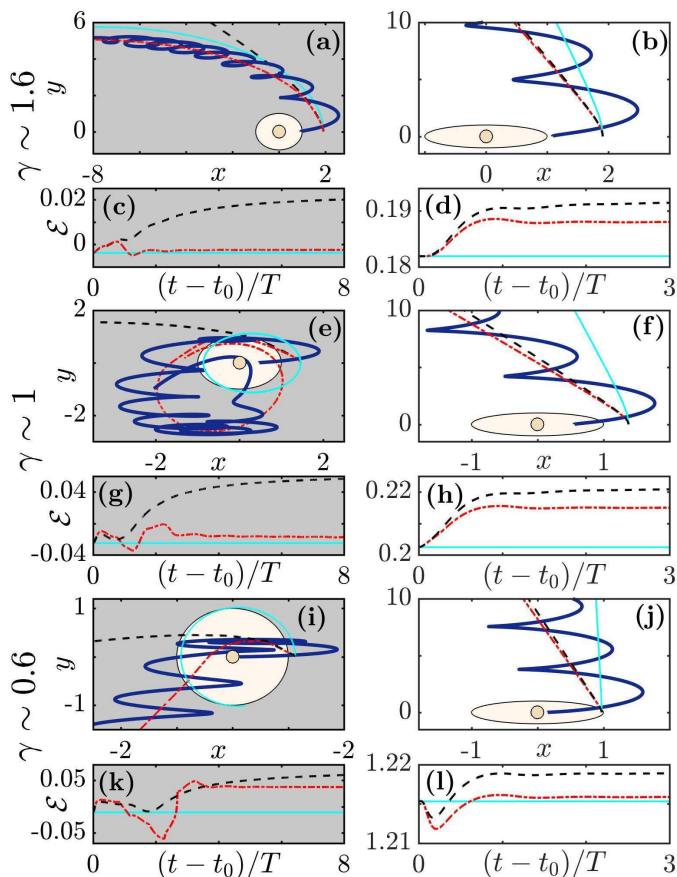 6 (a) y 0 γ ~ 1.6 -8 x 2
10 (b) 5 0 0 x 2
0.02 (c) ℰ 0 0 (t − t₀)/T 8
(d) 0.19 0.18 0 (t − t₀)/T 3
2 (e) y γ ~ 1 -2 -2 x 2
10 (f) 0 -1 x 1
0.04 (g) ℰ -0.04 0 (t − t₀)/T 8
0.22 (h) 0.2 0 (t − t₀)/T 3
1 (i) y γ ~ 0.6 -1 -2 x -2
10 (j) 0 -1 x 1
0.05 (k) ℰ -0.05 0 (t − t₀)/T 8
1.22 (l) 1.21 0 (t − t₀)/T 3